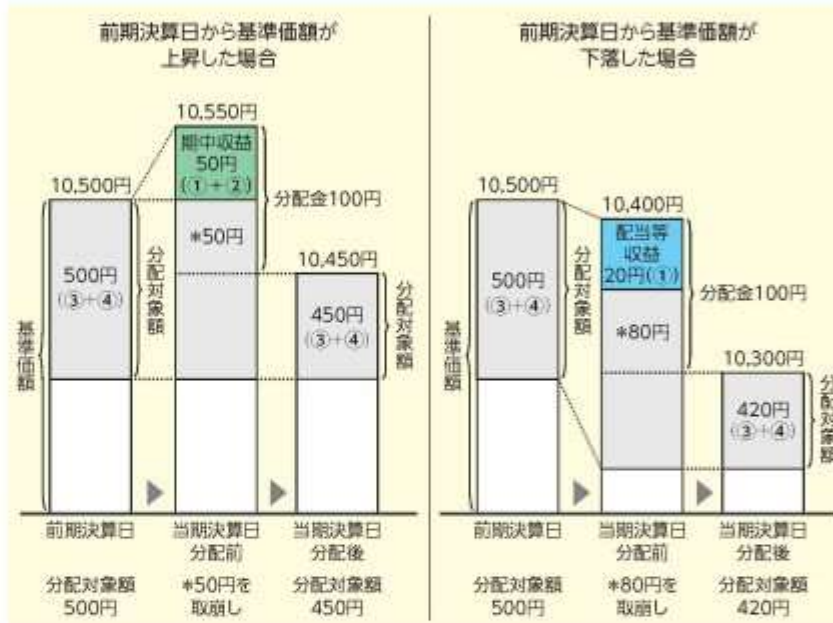 前期決算日から基準価額が
上昇した場合
10,550円
期中収益
50円
(①+②)
10,500円
分配金100円
*50円
10,450円
500円
(③+④)
分配対象額
450円
(③+④)
分配対象額
基準価額
前期決算日
当期決算日
分配前
当期決算日
分配後
分配対象額
500円
*50円を
取崩し
分配対象額
450円
前期決算日から基準価額が
下落した場合
10,500円
10,400円
配当等
収益
20円(①)
500円
(③+④)
分配対象額
分配金100円
*80円
10,300円
420円
(③+④)
分配対象額
基準価額
前期決算日
当期決算日
分配前
当期決算日
分配後
分配対象額
500円
*80円を
取崩し
分配対象額
420円